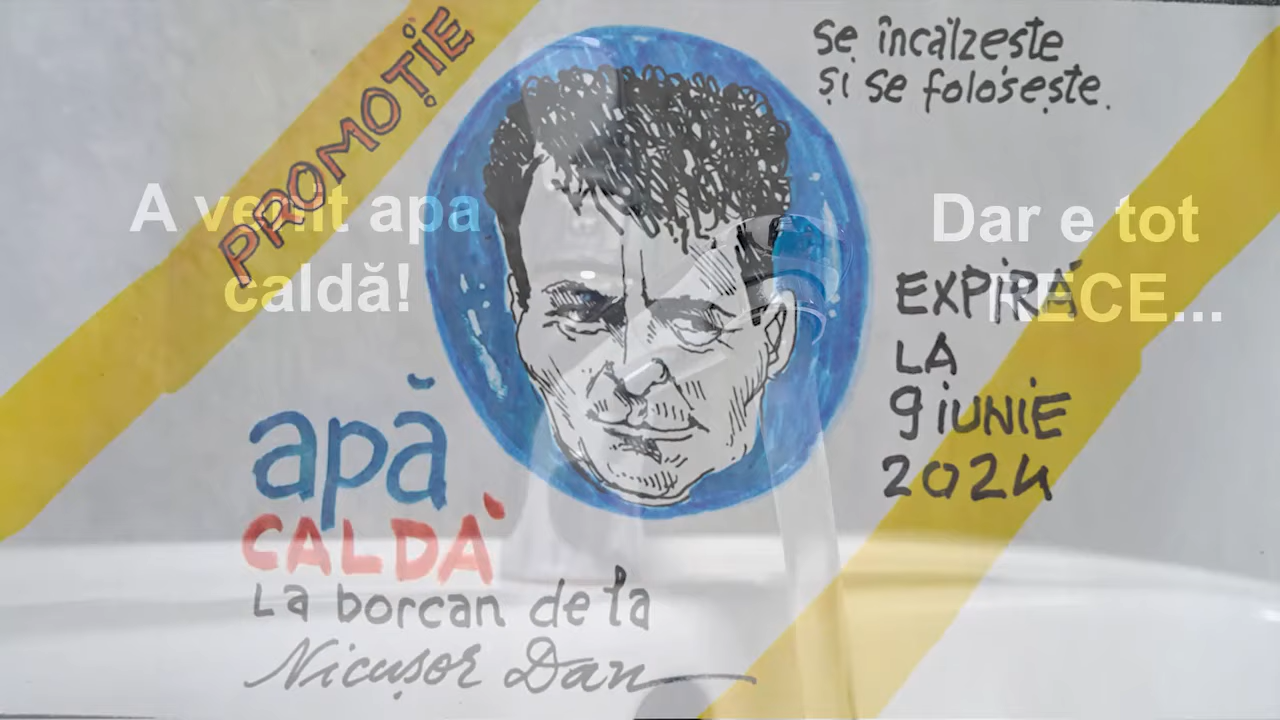 PROMOȚIE
se încălzește
și se folosește.
A venit apa
caldă!
Dar e tot
RECE...
EXPIRĂ
LA
9 IUNIE
2024
apă
CALDĂ
La borcan de la
Nicușor Dan